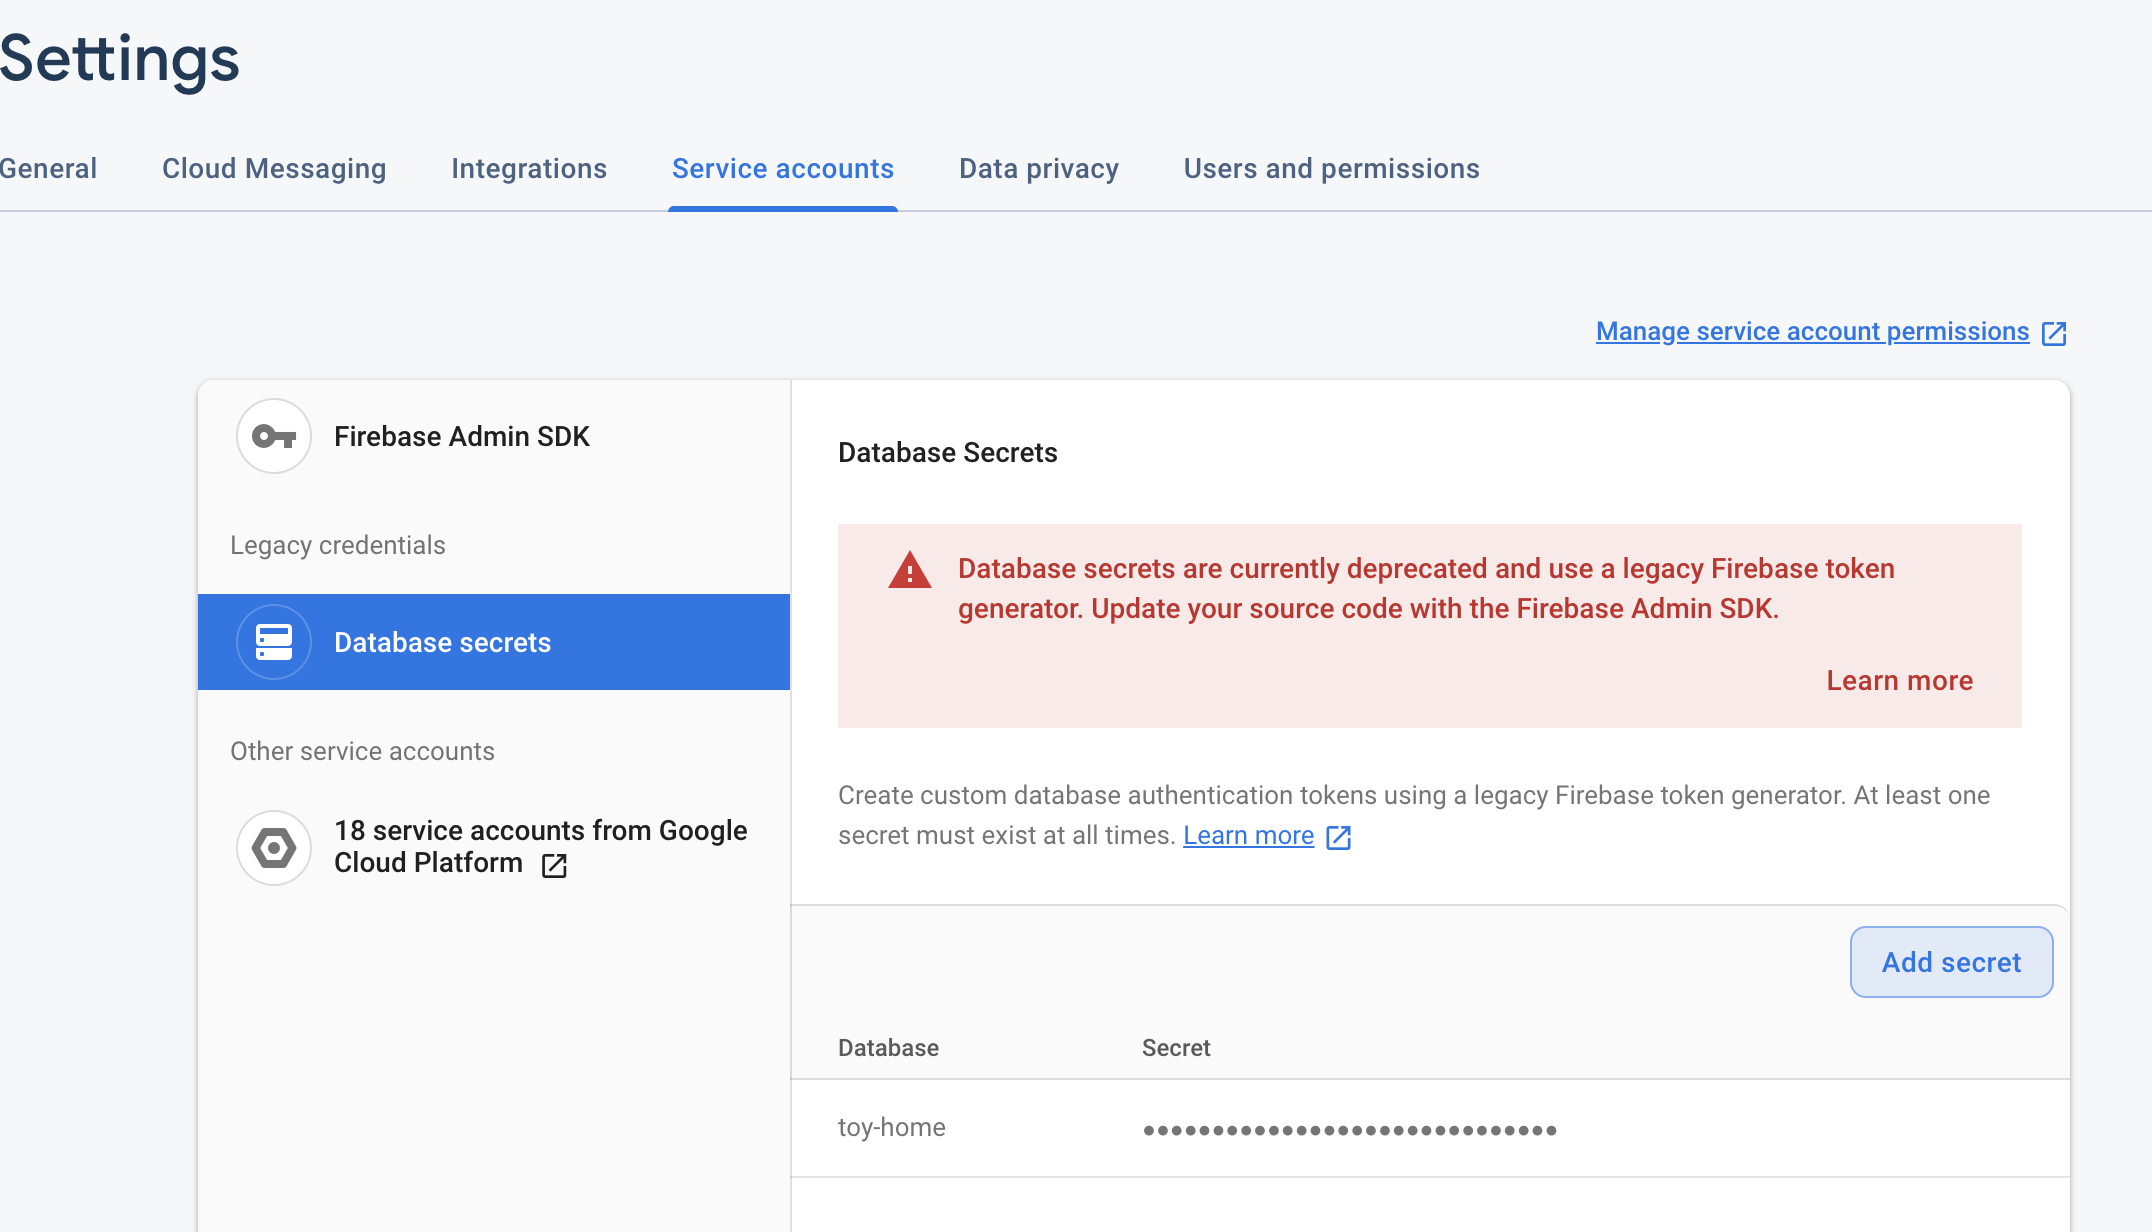 Settings
General
Cloud Messaging
Integrations
Service accounts
Data privacy
Users and permissions
Manage service account permissions
Firebase Admin SDK
Legacy credentials
Database secrets
Other service accounts
18 service accounts from Google
Cloud Platform
Database Secrets
Database secrets are currently deprecated and use a legacy Firebase token
generator. Update your source code with the Firebase Admin SDK.
Learn more
Create custom database authentication tokens using a legacy Firebase token generator. At least one
secret must exist at all times. Learn more
Add secret
Database
Secret
toy-home
••••••••••••••••••••••••••••••